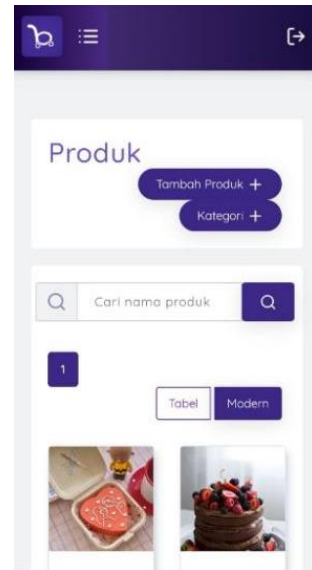 Produk
Tambah Produk +
Kategori +
Cari nama produk
1
Tabel Modern